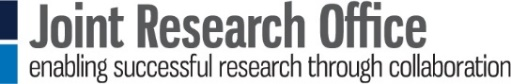 Joint Research Office
enabling successful research through collaboration